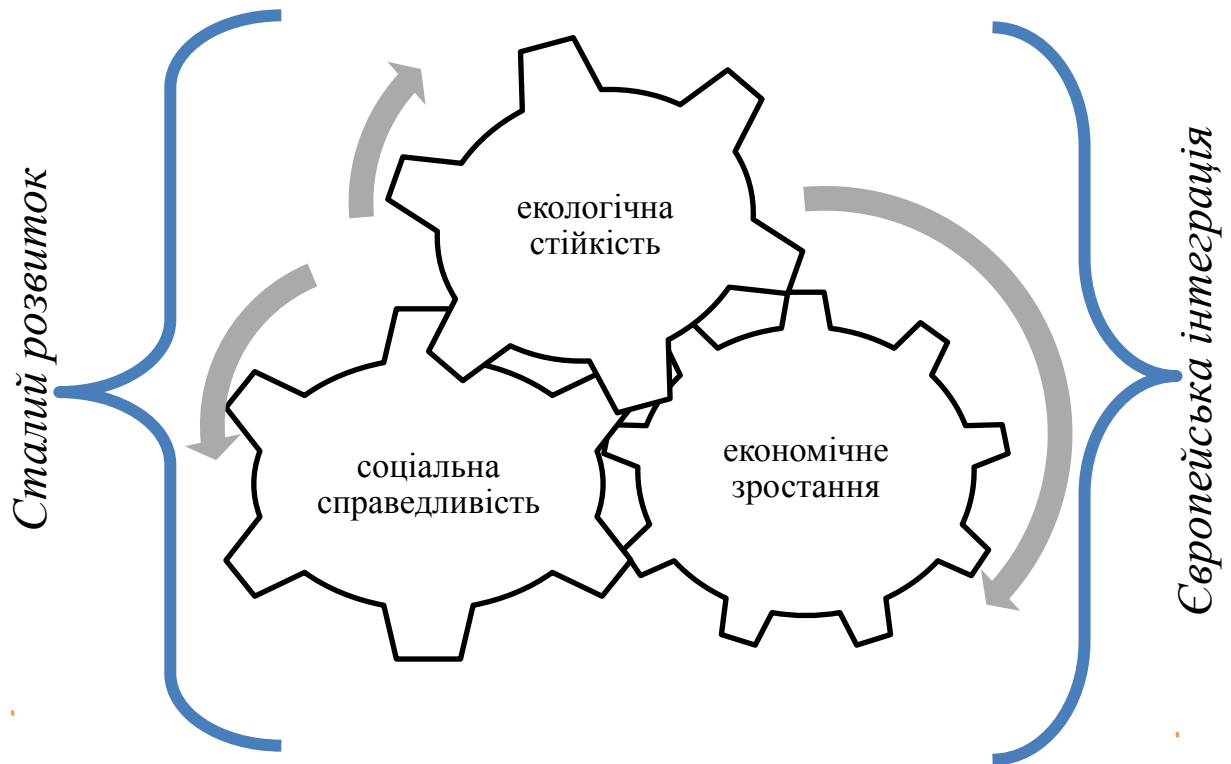 Сталий розвиток
екологічна
стійкість
соціальна
справедливість
економічне
зростання
Європейська інтеграція